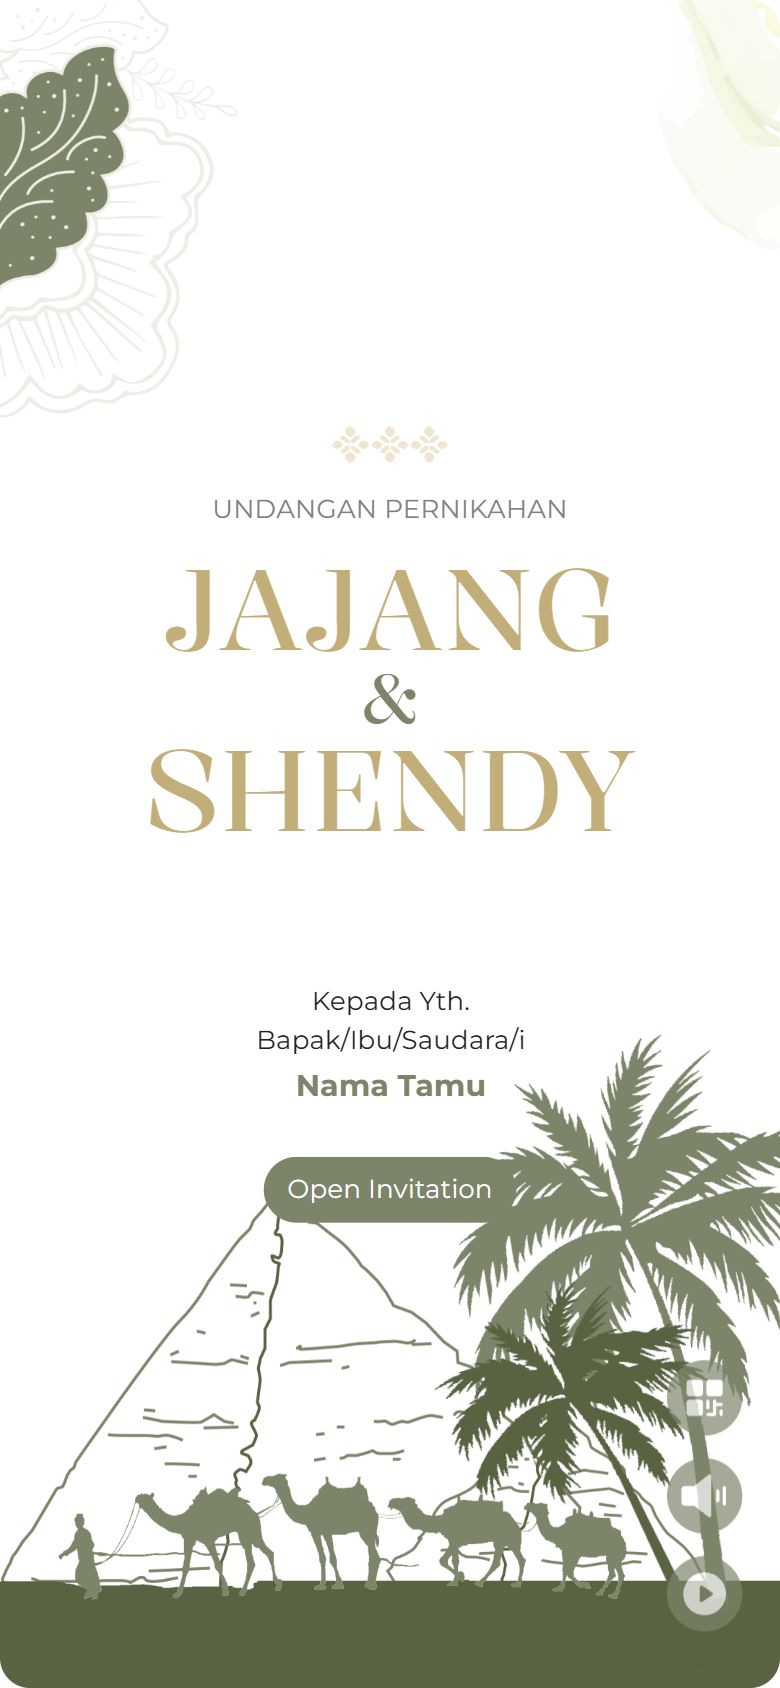 UNDANGAN PERNIKAHAN
JAJANG
&
SHENDY
Kepada Yth.
Bapak/Ibu/Saudara/i
Nama Tamu
Open Invitation